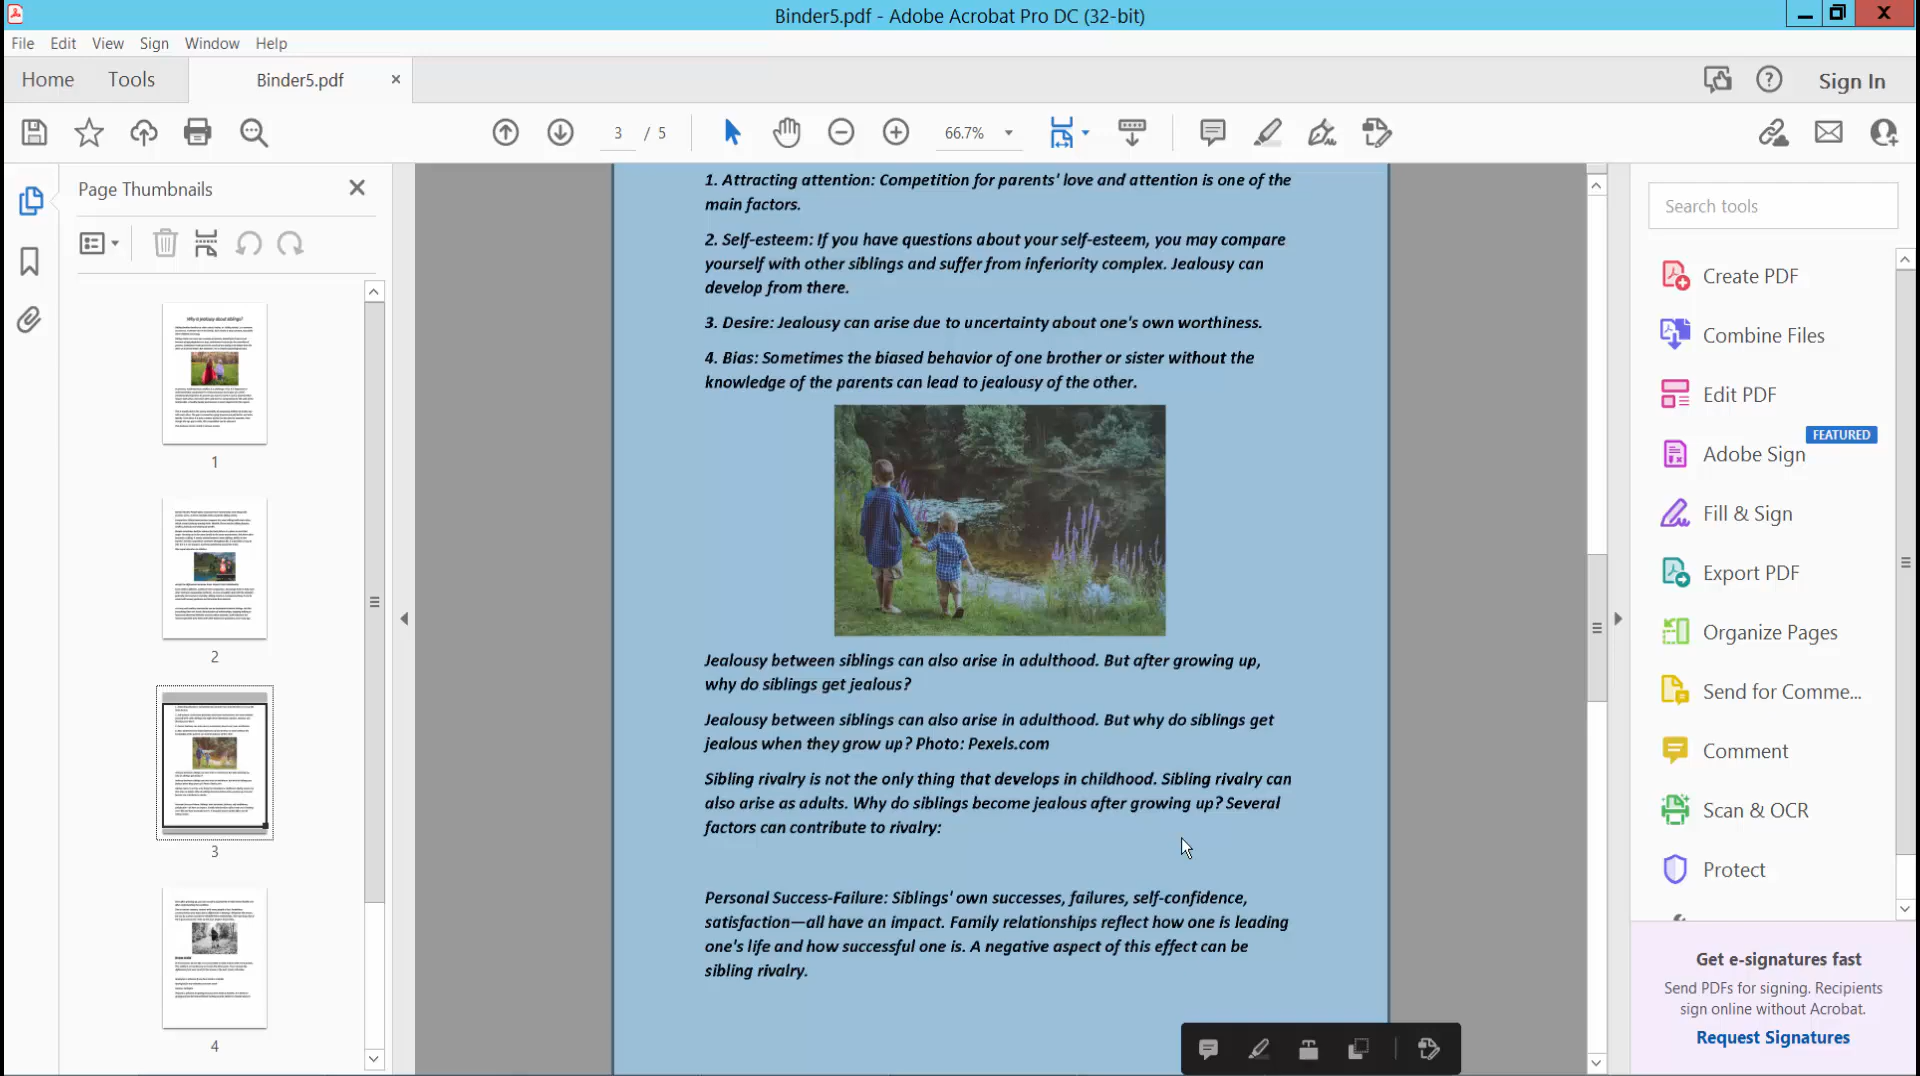 Binder5.pdf - Adobe Acrobat Pro DC (32-bit)
File Edit View Sign Window Help
Home Tools Binder5.pdf Sign In
3 / 5 66.7%
Page Thumbnails
Why is jealousy about siblings?
1
2
3
4
1. Attracting attention: Competition for parents' love and attention is one of the
main factors.
2. Self-esteem: If you have questions about your self-esteem, you may compare
yourself with other siblings and suffer from inferiority complex. Jealousy can
develop from there.
3. Desire: Jealousy can arise due to uncertainty about one's own worthiness.
4. Bias: Sometimes the biased behavior of one brother or sister without the
knowledge of the parents can lead to jealousy of the other.
Jealousy between siblings can also arise in adulthood. But after growing up,
why do siblings get jealous?
Jealousy between siblings can also arise in adulthood. But why do siblings get
jealous when they grow up? Photo: Pexels.com
Sibling rivalry is not the only thing that develops in childhood. Sibling rivalry can
also arise as adults. Why do siblings become jealous after growing up? Several
factors can contribute to rivalry:
Personal Success-Failure: Siblings' own successes, failures, self-confidence,
satisfaction—all have an impact. Family relationships reflect how one is leading
one's life and how successful one is. A negative aspect of this effect can be
sibling rivalry.
Search tools
Create PDF
Combine Files
Edit PDF
FEATURED
Adobe Sign
Fill & Sign
Export PDF
Organize Pages
Send for Comme...
Comment
Scan & OCR
Protect
Get e-signatures fast
Send PDFs for signing. Recipients
sign online without Acrobat.
Request Signatures